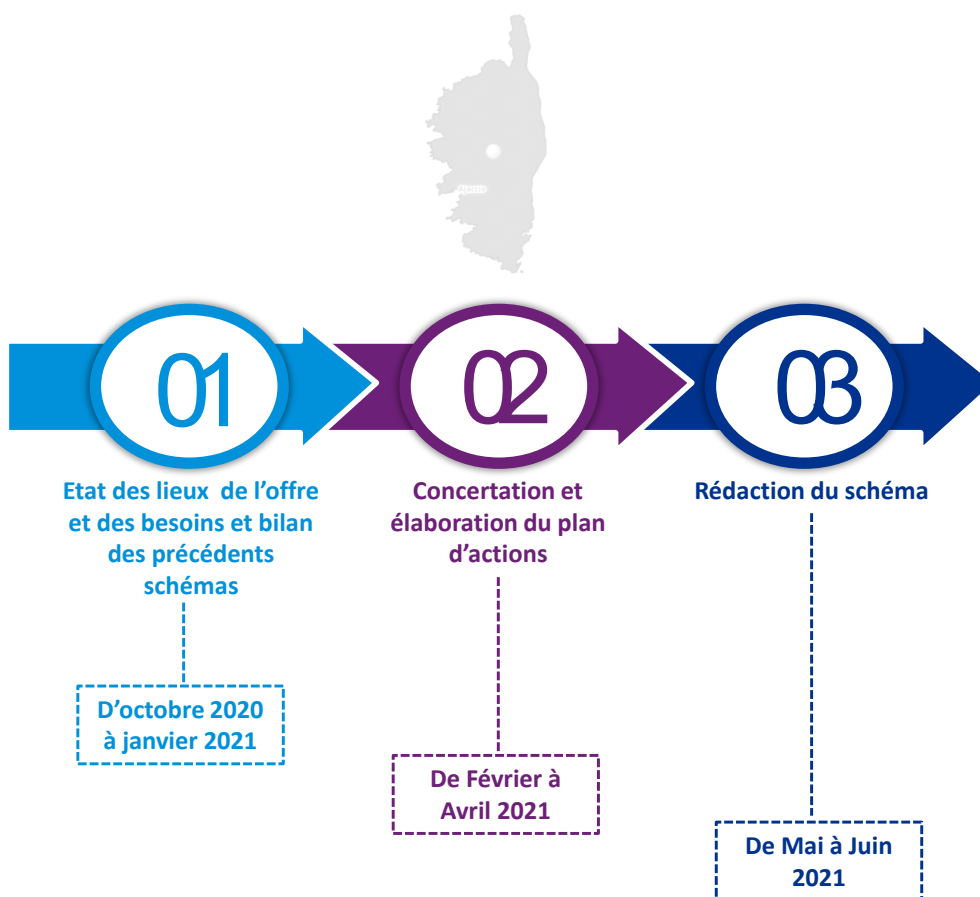 Ajaccio
01
02
03
Etat des lieux de l'offre
et des besoins et bilan
des précédents
schémas
Concertation et
élaboration du plan
d'actions
Rédaction du schéma
D'octobre 2020
à janvier 2021
De Février à
Avril 2021
De Mai à Juin
2021